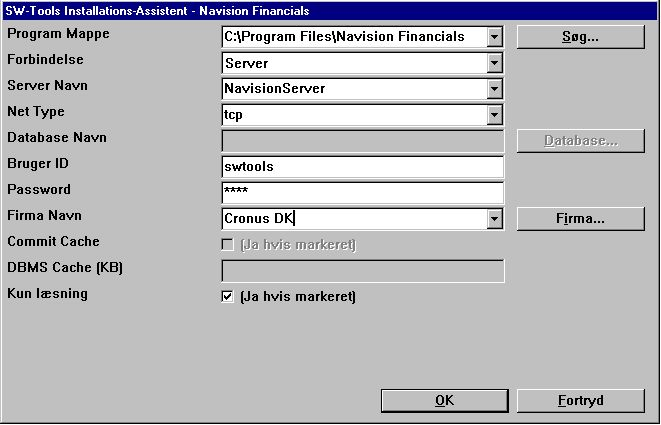 SW-Tools Installations-Assistent - Navision Financials
Program Mappe C:\Program Files\Navision Financials Søg...
Forbindelse Server
Server Navn NavisionServer
Net Type tcp
Database Navn Database...
Bruger ID swtools
Password ****
Firma Navn Cronus DK Firma...
Commit Cache (Ja hvis markeret)
DBMS Cache (KB)
Kun læsning (Ja hvis markeret)
OK Fortryd